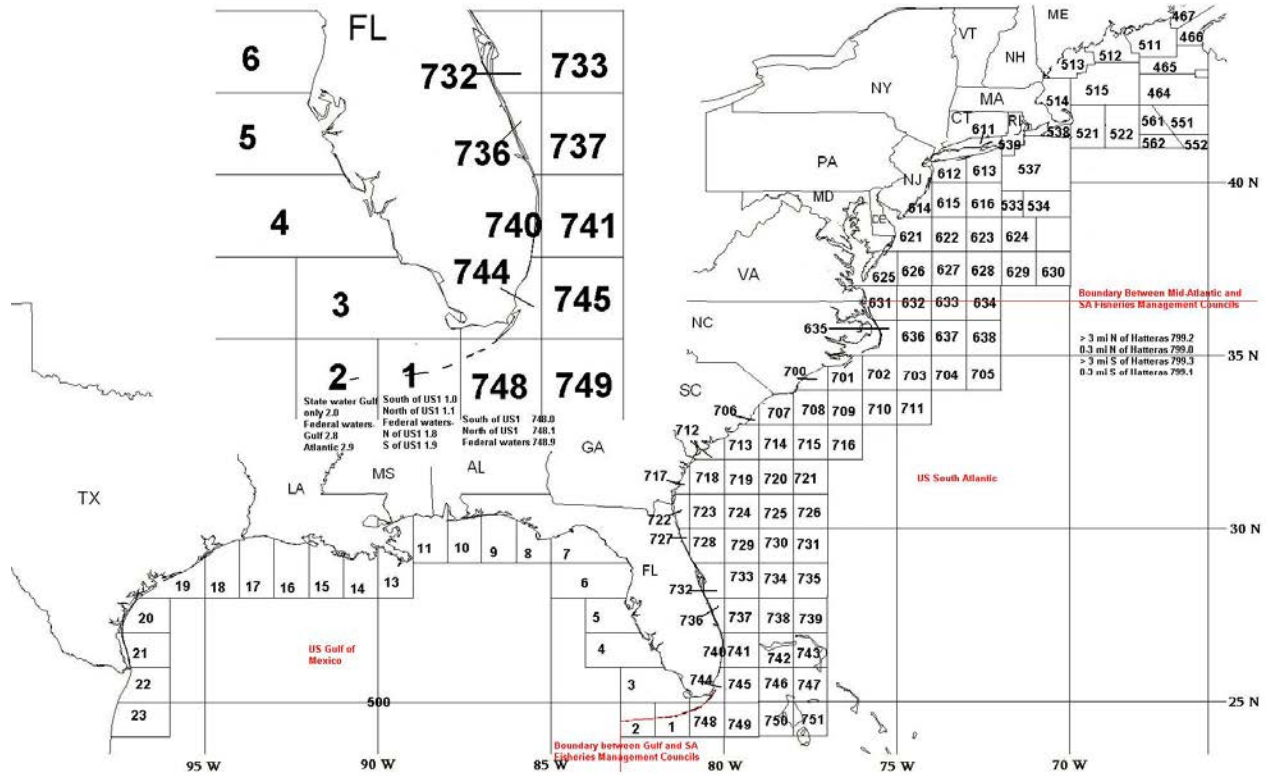 FL
6
732
733
5
736
737
4
740
741
744
3
745
2
1
748
749
State water Gulf
only 2.0
Federal waters-
Gulf 2.8
Atlantic 2.9
South of US1 1.0
North of US1 1.1
Federal waters-
N of US1 1.8
S of US1 1.9
South of US1 748.0
North of US1 748.1
Federal waters 748.9
ME
467
VT
466
511
512
NH
513
465
NY
515
464
MA
514
CT
RI
561 551
611
538
521 522
539
562 552
PA
537
612 613
NJ
40 N
MD
614
615 616 533 534
DE
621 622 623 624
VA
625
626 627 628 629 630
Boundary Between Mid-Atlantic and
SA Fisheries Management Councils
631 632 633 634
NC
635
636 637 638
> 3 mi N of Hatteras 799.2
0-3 mi N of Hatteras 799.0
> 3 mi S of Hatteras 799.3
0-3 mi S of Hatteras 799.1
35 N
700
701 702 703 704 705
SC
706
707 708 709 710 711
712
GA
713 714 715 716
MS
AL
LA
TX
717
718 719 720 721
US South Atlantic
722
723 724 725 726
30 N
727
728 729 730 731
11 10 9 8 7
FL
19 18 17 16 15 14 13
6
732
733 734 735
20
5
736
737 738 739
US Gulf of
Mexico
21
4
740 741 742 743
22
3
744
745 746 747
500
25 N
23
2 1 748 749 750 751
Boundary between Gulf and SA
Fisheries Management Councils
95 W
90 W
85 W
80 W
75 W
70 W